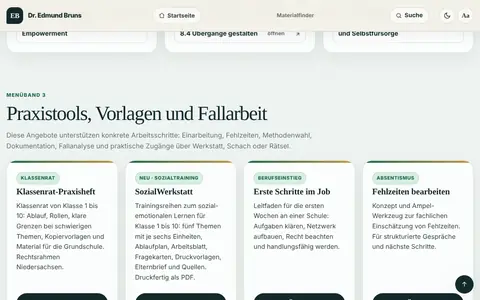 EB Dr. Edmund Bruns Startseite Materialfinder Suche Aa
Empowerment 8.4 Übergänge gestalten öffnen und Selbstfürsorge
MENÜBAND 3
Praxistools, Vorlagen und Fallarbeit
Diese Angebote unterstützen konkrete Arbeitsschritte: Einarbeitung, Fehlzeiten, Methodenwahl,
Dokumentation, Fallanalyse und praktische Zugänge über Werkstatt, Schach oder Rätsel.
KLASSENRAT
Klassenrat-Praxisheft
Klassenrat von Klasse 1 bis
10: Ablauf, Rollen, klare
Grenzen bei schwierigen
Themen, Kopiervorlagen und
Material für die Grundschule.
Rechtsrahmen
Niedersachsen.
NEU · SOZIALTRAINING
SozialWerkstatt
Trainingsreihen zum sozial-
emotionalen Lernen für
Klasse 1 bis 10: fünf Themen
mit je sechs Einheiten,
Ablaufplan, Arbeitsblatt,
Fragekarten, Druckvorlagen,
Elternbrief und Quellen.
Druckfertig als PDF.
BERUFSEINSTIEG
Erste Schritte im Job
Leitfaden für die ersten
Wochen an einer Schule:
Aufgaben klären, Netzwerk
aufbauen, Recht beachten
und handlungsfähig werden.
ABSENTISMUS
Fehlzeiten bearbeiten
Konzept und Ampel-
Werkzeug zur fachlichen
Einschätzung von Fehlzeiten.
Für strukturierte Gespräche
und nächste Schritte.